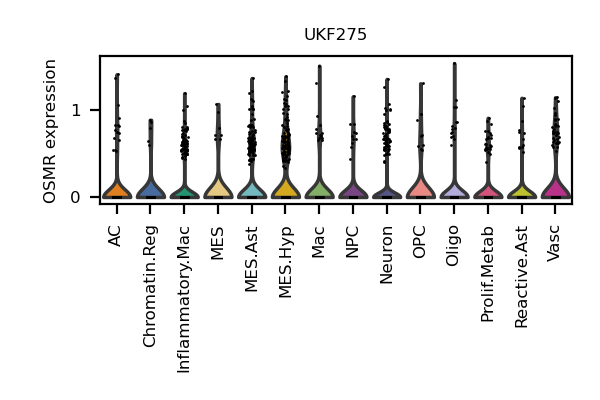 UKF275
OSMR expression
1
0
AC
Chromatin.Reg
Inflammatory.Mac
MES
MES.Ast
MES.Hyp
Mac
NPC
Neuron
OPC
Oligo
Prolif.Metab
Reactive.Ast
Vasc